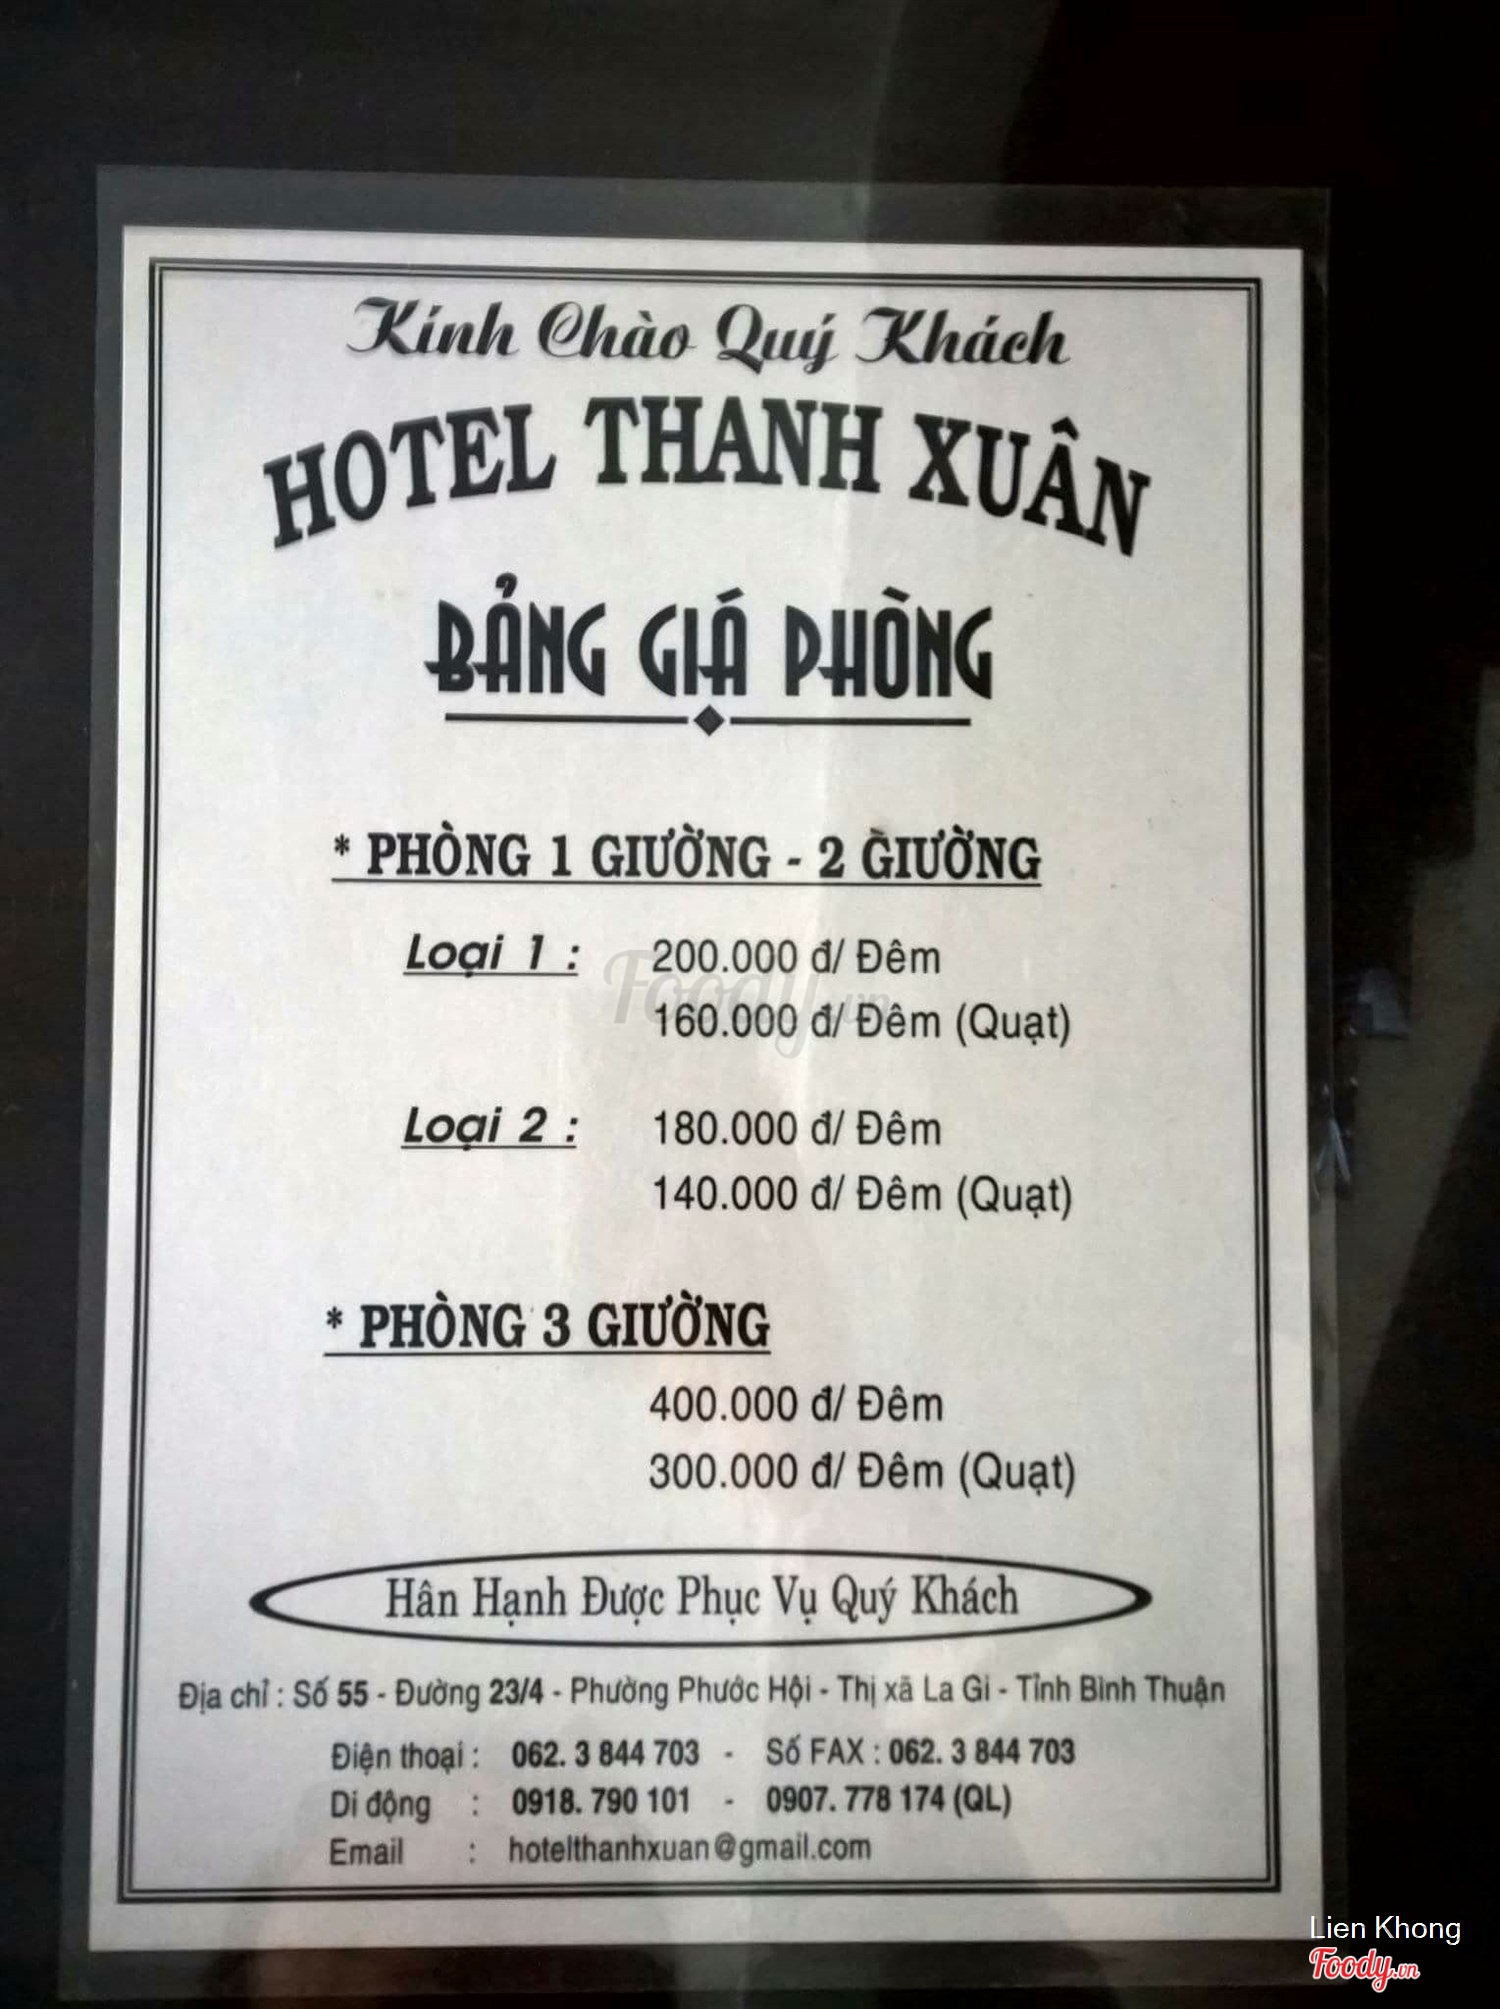 Kính Chào Quý Khách
HOTEL THANH XUÂN
BẢNG GIÁ PHÒNG
* PHÒNG 1 GIƯỜNG - 2 GIƯỜNG
Loại 1 : 200.000 đ/ Đêm
160.000 đ/ Đêm (Quạt)
Loại 2 : 180.000 đ/ Đêm
140.000 đ/ Đêm (Quạt)
* PHÒNG 3 GIƯỜNG
400.000 đ/ Đêm
300.000 đ/ Đêm (Quạt)
Hân Hạnh Được Phục Vụ Quý Khách
Địa chỉ : Số 55 - Đường 23/4 - Phường Phước Hội - Thị xã La Gi - Tỉnh Bình Thuận
Điện thoại : 062. 3 844 703 - Số FAX : 062. 3 844 703
Di động : 0918. 790 101 - 0907. 778 174 (QL)
Email : hotelthanhxuan@gmail.com
Foody.vn
Lien Khong
Foody.vn